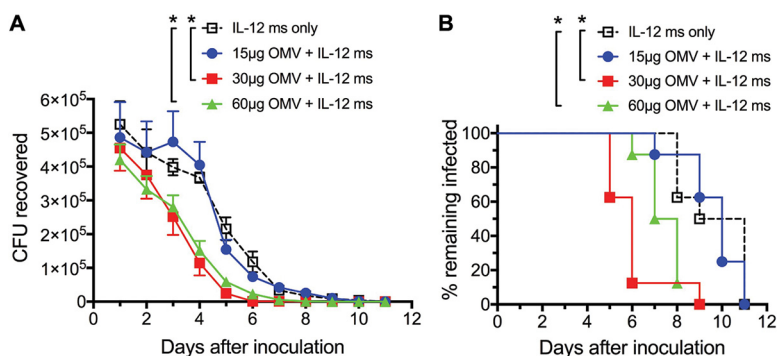 A
* *
IL-12 ms only
15µg OMV + IL-12 ms
30µg OMV + IL-12 ms
60µg OMV + IL-12 ms
CFU recovered
6×10⁵
5×10⁵
4×10⁵
3×10⁵
2×10⁵
1×10⁵
0
0 2 4 6 8 10 12
Days after inoculation
B
* *
IL-12 ms only
15µg OMV + IL-12 ms
30µg OMV + IL-12 ms
60µg OMV + IL-12 ms
% remaining infected
100
80
60
40
20
0
0 2 4 6 8 10 12
Days after inoculation